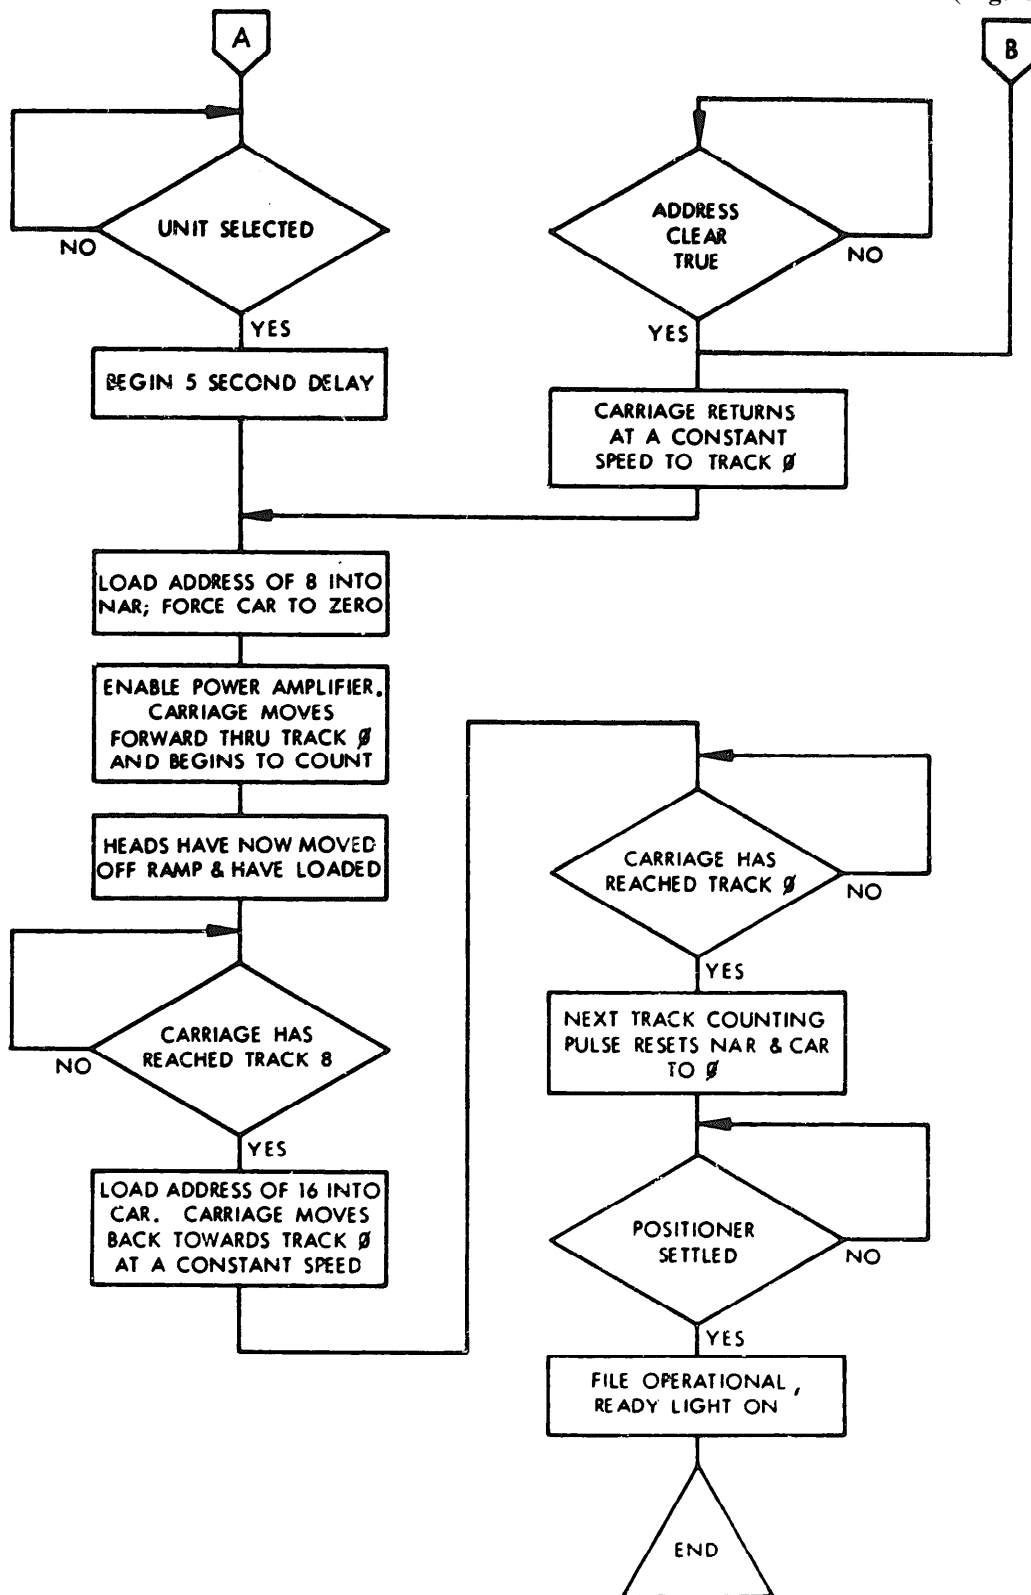 A
B
UNIT SELECTED
NO
YES
BEGIN 5 SECOND DELAY
ADDRESS
CLEAR
TRUE
NO
YES
CARRIAGE RETURNS
AT A CONSTANT
SPEED TO TRACK Ø
LOAD ADDRESS OF 8 INTO
NAR; FORCE CAR TO ZERO
ENABLE POWER AMPLIFIER.
CARRIAGE MOVES
FORWARD THRU TRACK Ø
AND BEGINS TO COUNT
HEADS HAVE NOW MOVED
OFF RAMP & HAVE LOADED
CARRIAGE HAS
REACHED TRACK 8
NO
YES
LOAD ADDRESS OF 16 INTO
CAR. CARRIAGE MOVES
BACK TOWARDS TRACK Ø
AT A CONSTANT SPEED
CARRIAGE HAS
REACHED TRACK Ø
NO
YES
NEXT TRACK COUNTING
PULSE RESETS NAR & CAR
TO Ø
POSITIONER
SETTLED
NO
YES
FILE OPERATIONAL,
READY LIGHT ON
END